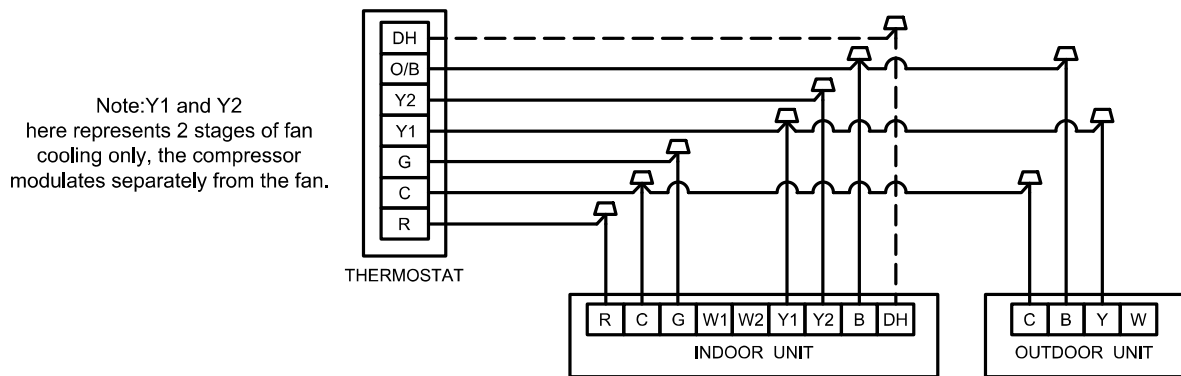 Note:Y1 and Y2
here represents 2 stages of fan
cooling only, the compressor
modulates separately from the fan.
DH
O/B
Y2
Y1
G
C
R
THERMOSTAT
R C G W1 W2 Y1 Y2 B DH
INDOOR UNIT
C B Y W
OUTDOOR UNIT